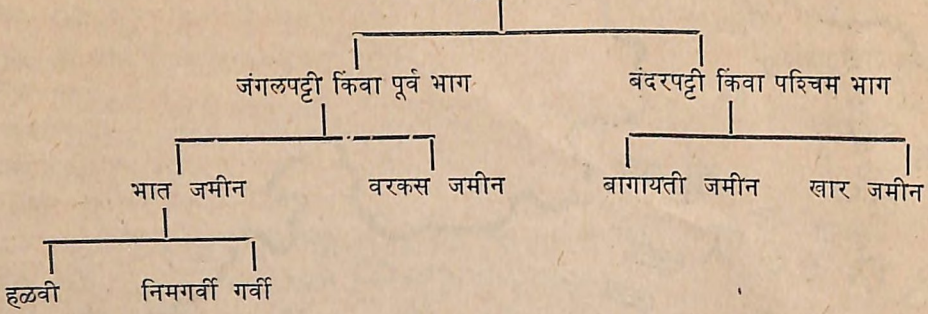 जंगलपट्टी किंवा पूर्व भाग बंदरपट्टी किंवा पश्चिम भाग
भात जमीन वरकस जमीन बागायती जमीन खार जमीन
हळवी निमगर्वी गर्वी